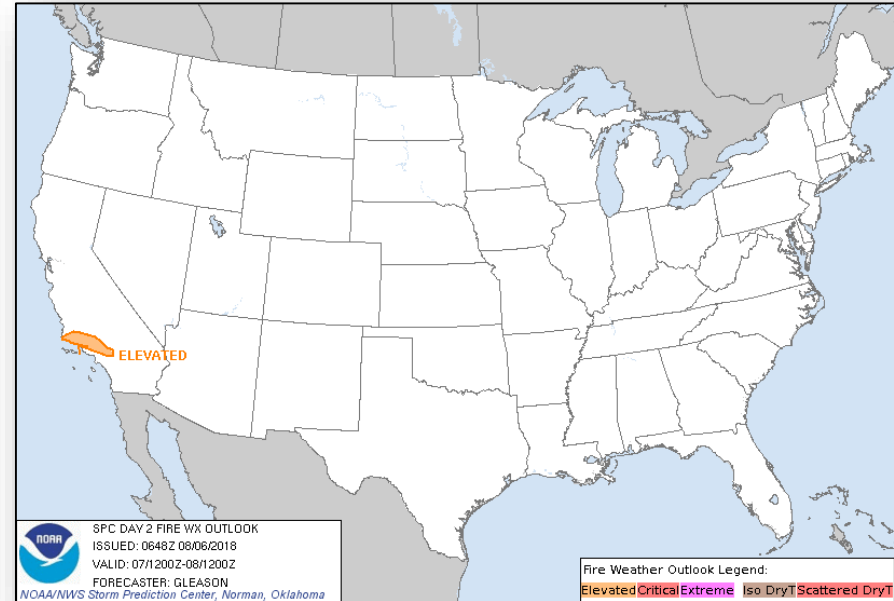 ELEVATED
NOAA
SPC DAY 2 FIRE WX OUTLOOK
ISSUED: 0648Z 08/06/2018
VALID: 07/1200Z-08/1200Z
FORECASTER: GLEASON
NOAA/NWS Storm Prediction Center, Norman, Oklahoma
Fire Weather Outlook Legend:
Elevated Critical Extreme Iso DryT Scattered DryT